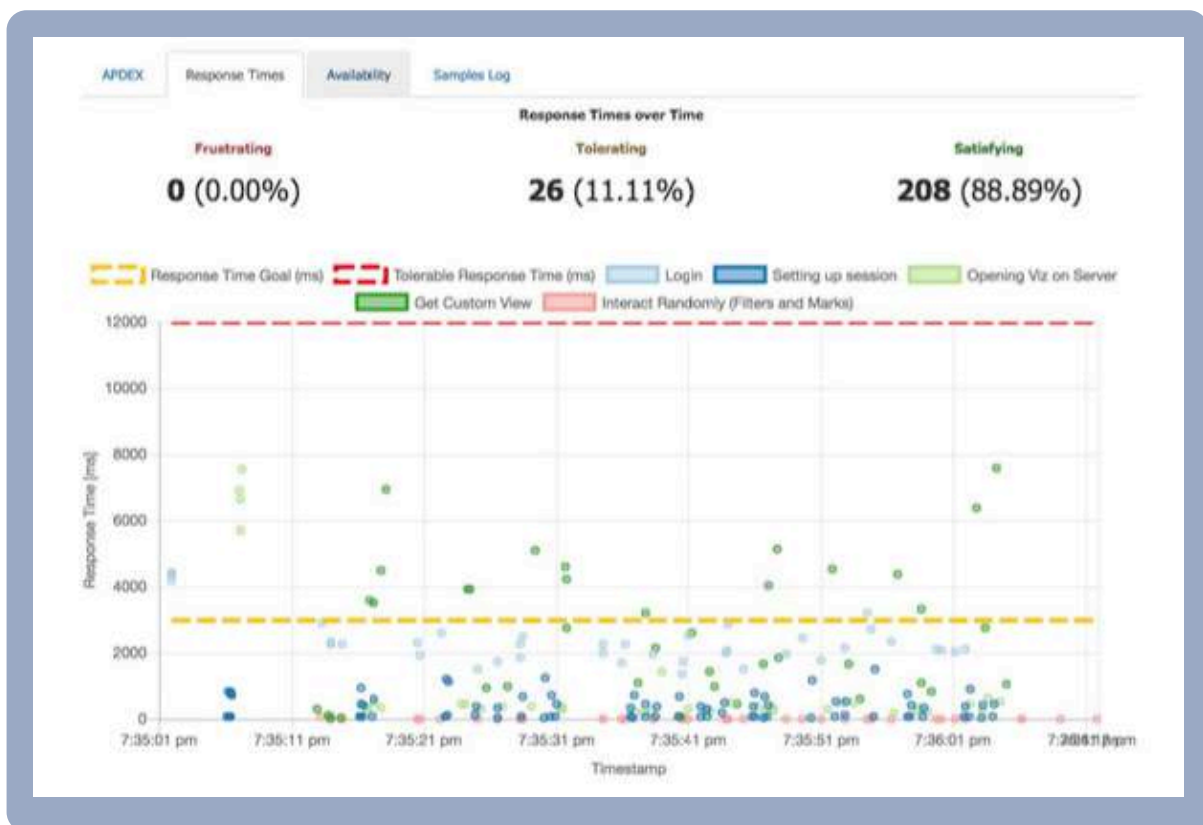 APDEX Response Times Availability Samples Log
Response Times over Time
Frustrating Tolerating Satisfying
0 (0.00%) 26 (11.11%) 208 (88.89%)
Response Time Goal (ms) Tolerable Response Time (ms) Login Setting up session Opening Viz on Server
Get Custom View Interact Randomly (Filters and Marks)
12000
10000
8000
6000
4000
2000
0
Response Time [ms]
7:35:01 pm 7:35:11 pm 7:35:21 pm 7:35:31 pm 7:35:41 pm 7:35:51 pm 7:36:01 pm
Timestamp